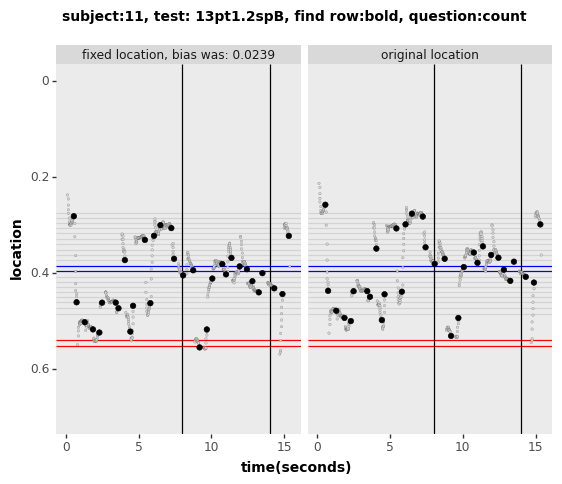 subject:11, test: 13pt1.2spB, find row:bold, question:count
fixed location, bias was: 0.0239
original location
0
0.2
0.4
0.6
location
0 5 10 15 0 5 10 15
time(seconds)